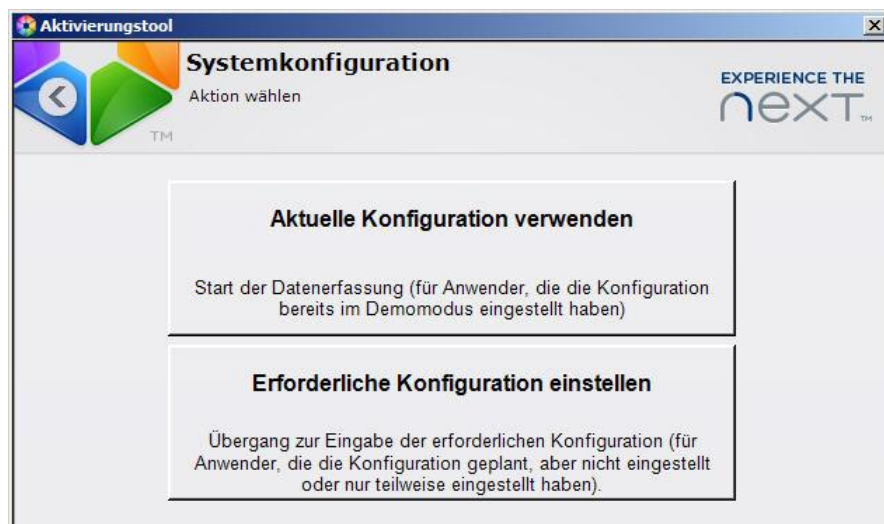 Aktivierungstool
Systemkonfiguration
Aktion wählen
TM
EXPERIENCE THE
next™
Aktuelle Konfiguration verwenden
Start der Datenerfassung (für Anwender, die die Konfiguration
bereits im Demomodus eingestellt haben)
Erforderliche Konfiguration einstellen
Übergang zur Eingabe der erforderlichen Konfiguration (für
Anwender, die die Konfiguration geplant, aber nicht eingestellt
oder nur teilweise eingestellt haben).